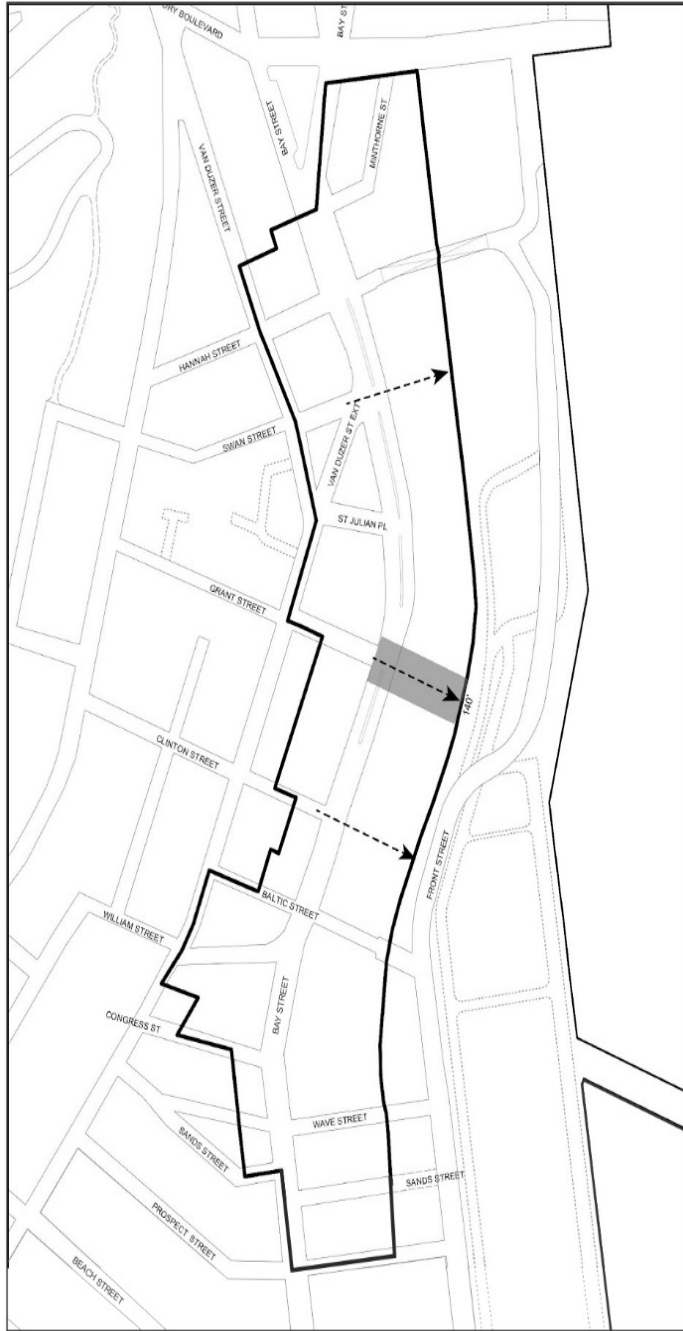 ORY BOULEVARD
BAY ST
BAY STREET
MINTHORNE ST
VAN DUZER STREET
HANNAH STREET
SWAN STREET
VAN DUZER ST EXT
ST JULIAN PL
GRANT STREET
140'
CLINTON STREET
FRONT STREET
BALTIC STREET
WILLIAM STREET
BAY STREET
CONGRESS ST
WAVE STREET
SANDS STREET
SANDS STREET
PROSPECT STREET
BEACH STREET